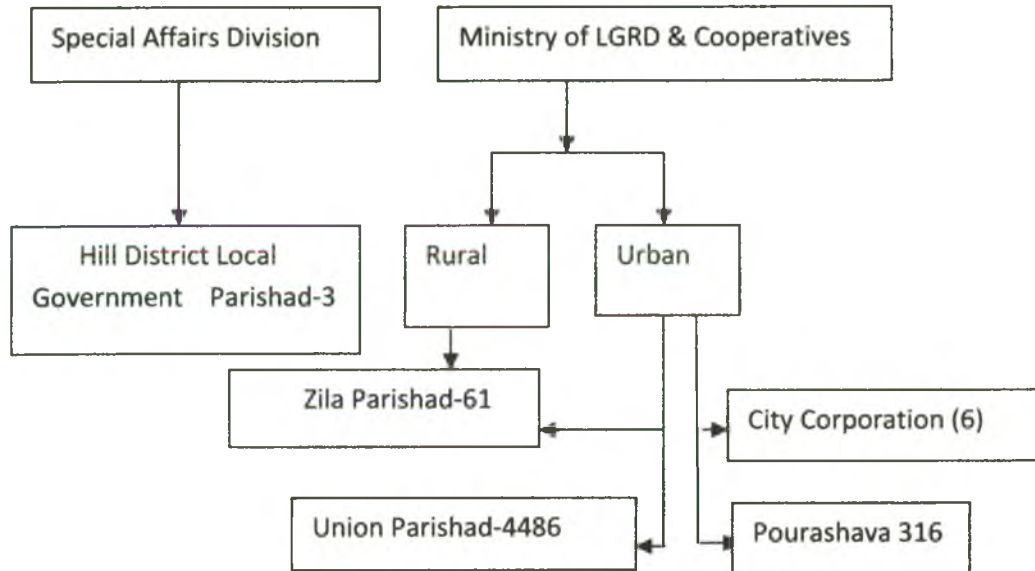 Special Affairs Division
Ministry of LGRD & Cooperatives
Hill District Local
Government Parishad-3
Rural
Urban
Zila Parishad-61
City Corporation (6)
Union Parishad-4486
Pourashava 316